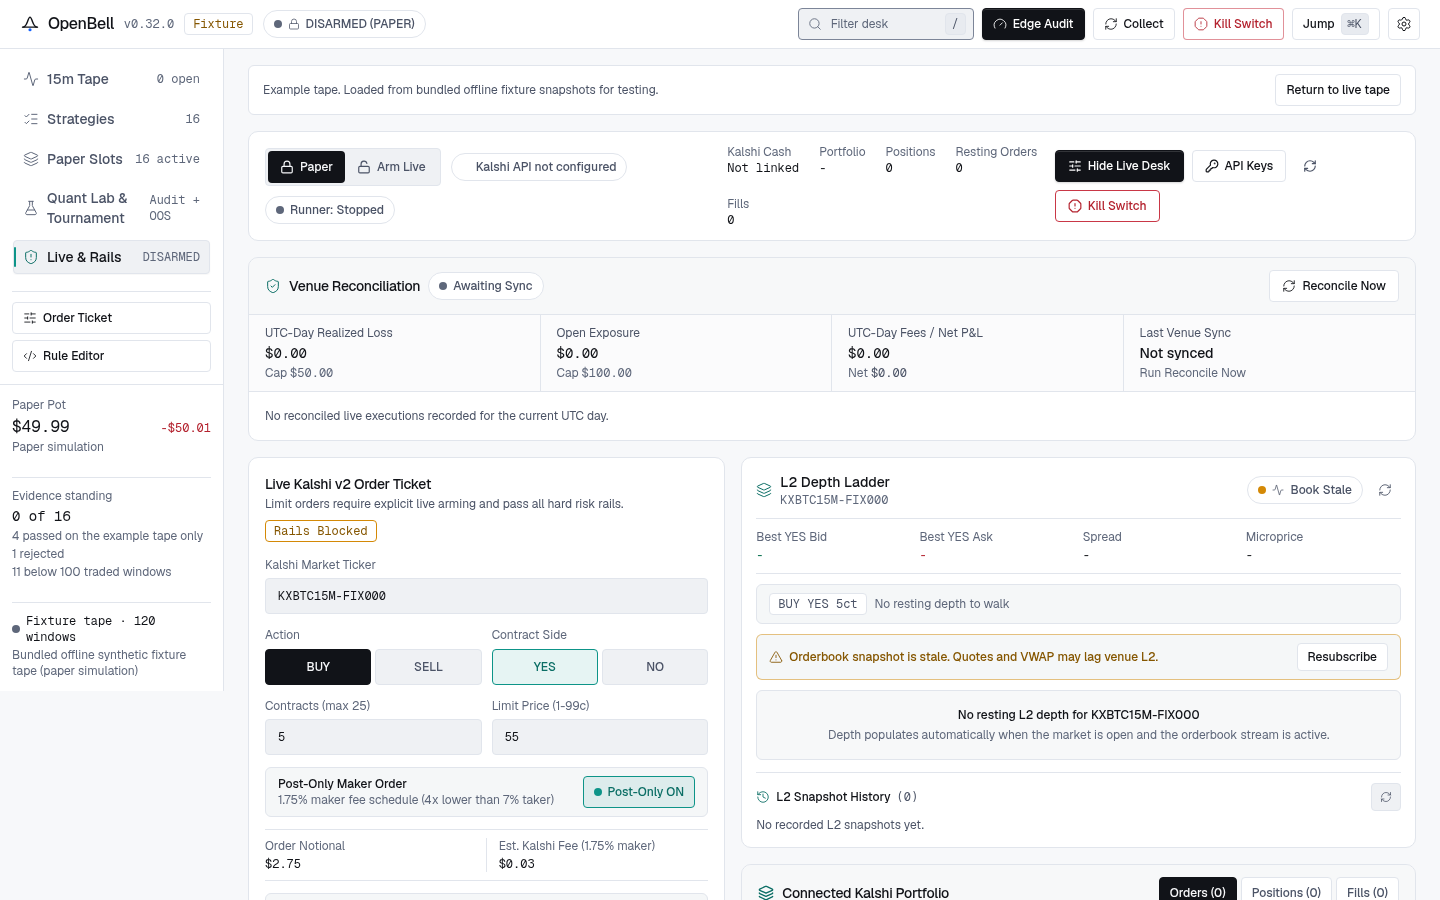 OpenBell v0.32.0 Fixture DISARMED (PAPER) Filter desk / Edge Audit Collect Kill Switch Jump ⌘K
15m Tape 0 open
Strategies 16
Paper Slots 16 active
Quant Lab & Tournament Audit + OOS
Live & Rails DISARMED
Order Ticket
Rule Editor
Paper Pot
$49.99 -$50.01
Paper simulation
Evidence standing
0 of 16
4 passed on the example tape only
1 rejected
11 below 100 traded windows
Fixture tape · 120
windows
Bundled offline synthetic fixture
tape (paper simulation)
Example tape. Loaded from bundled offline fixture snapshots for testing. Return to live tape
Paper Arm Live Kalshi API not configured
Runner: Stopped
Kalshi Cash Portfolio Positions Resting Orders
Not linked - 0 0
Fills
0
Hide Live Desk API Keys
Kill Switch
Venue Reconciliation Awaiting Sync Reconcile Now
UTC-Day Realized Loss
$0.00
Cap $50.00
Open Exposure
$0.00
Cap $100.00
UTC-Day Fees / Net P&L
$0.00
Net $0.00
Last Venue Sync
Not synced
Run Reconcile Now
No reconciled live executions recorded for the current UTC day.
Live Kalshi v2 Order Ticket
Limit orders require explicit live arming and pass all hard risk rails.
Rails Blocked
Kalshi Market Ticker
KXBTC15M-FIX000
Action Contract Side
BUY SELL YES NO
Contracts (max 25) Limit Price (1-99c)
5 55
Post-Only Maker Order
1.75% maker fee schedule (4x lower than 7% taker)
Post-Only ON
Order Notional Est. Kalshi Fee (1.75% maker)
$2.75 $0.03
L2 Depth Ladder
KXBTC15M-FIX000
Book Stale
Best YES Bid Best YES Ask Spread Microprice
- - - -
BUY YES 5ct No resting depth to walk
Orderbook snapshot is stale. Quotes and VWAP may lag venue L2. Resubscribe
No resting L2 depth for KXBTC15M-FIX000
Depth populates automatically when the market is open and the orderbook stream is active.
L2 Snapshot History (0)
No recorded L2 snapshots yet.
Connected Kalshi Portfolio Orders (0) Positions (0) Fills (0)